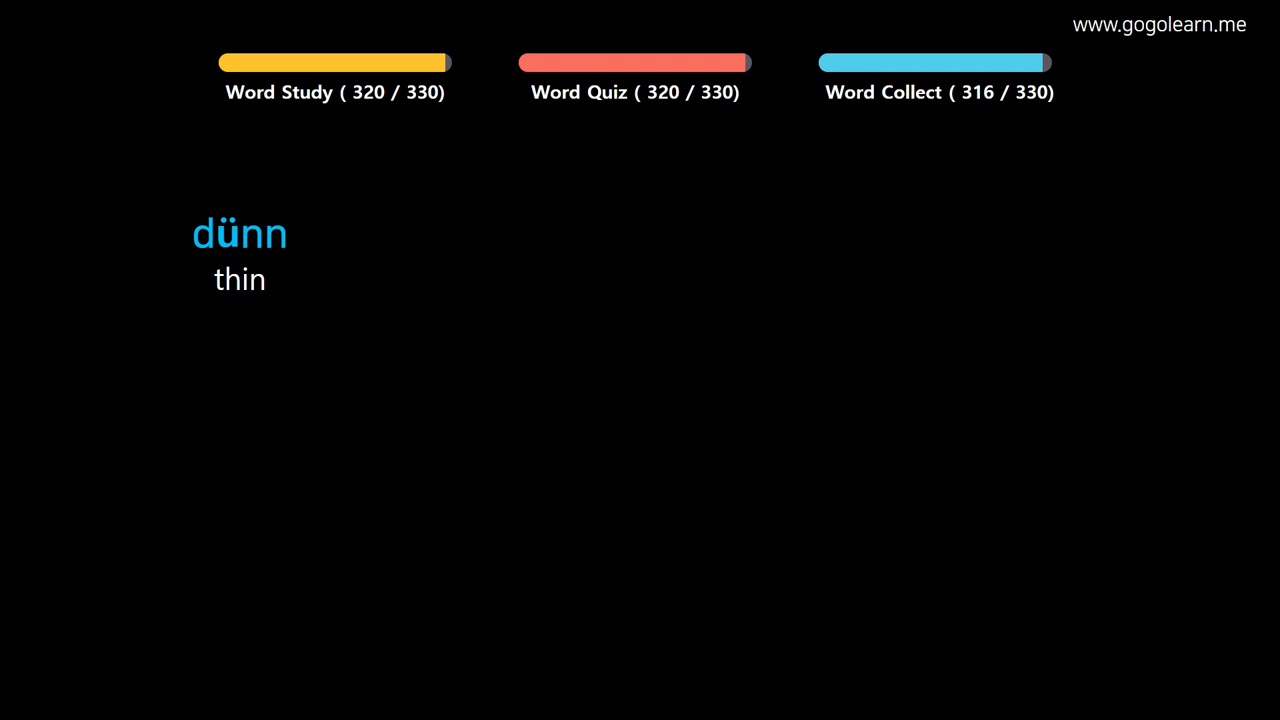 www.gogolearn.me
Word Study ( 320 / 330)
Word Quiz ( 320 / 330)
Word Collect ( 316 / 330)
dünn
thin